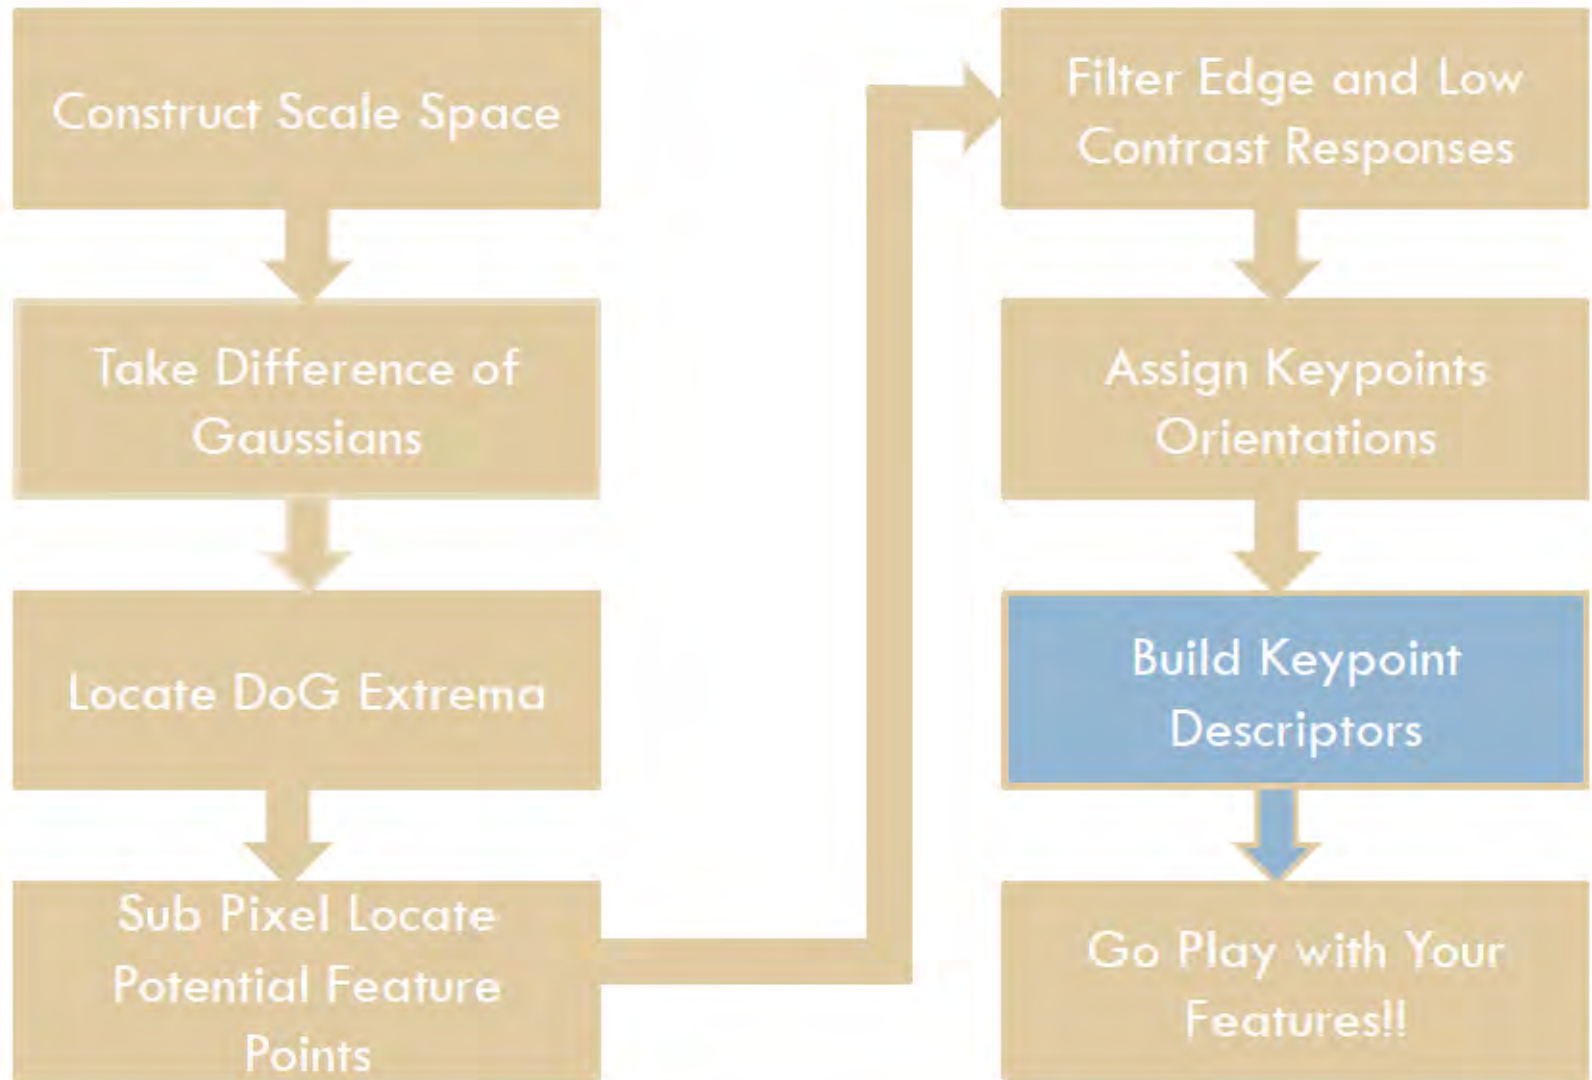 Construct Scale Space
Take Difference of
Gaussians
Locate DoG Extrema
Sub Pixel Locate
Potential Feature
Points
Filter Edge and Low
Contrast Responses
Assign Keypoints
Orientations
Build Keypoint
Descriptors
Go Play with Your
Features!!